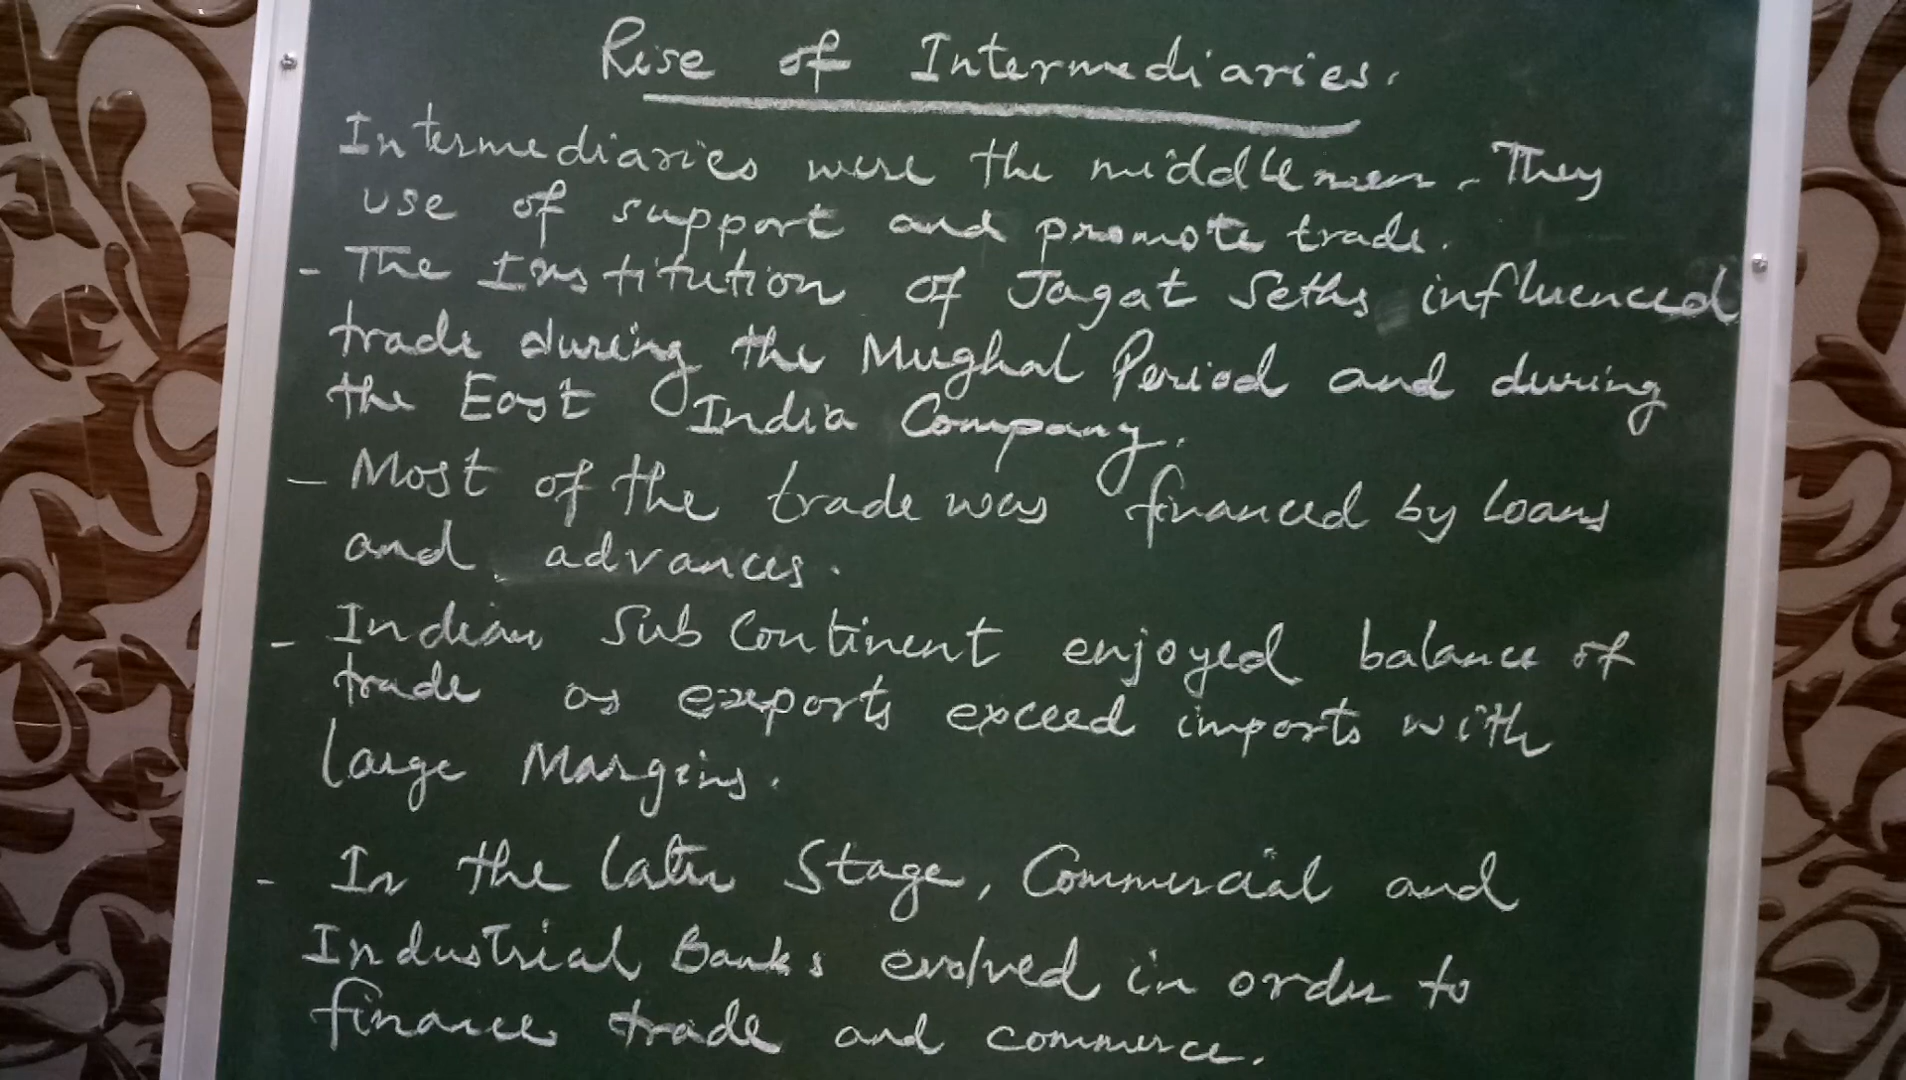 Rise of Intermediaries.
Intermediaries were the middlemen. They
use of support and promote trade.
- The Institution of Jagat Seths influenced
trade during the Mughal Period and during
the East India Company.
- Most of the trade was financed by loans
and advances.
- Indian Sub Continent enjoyed balance of
trade as exports exceed imports with
large Margins.
- In the later Stage, Commercial and
Industrial Banks evolved in order to
finance trade and commerce.